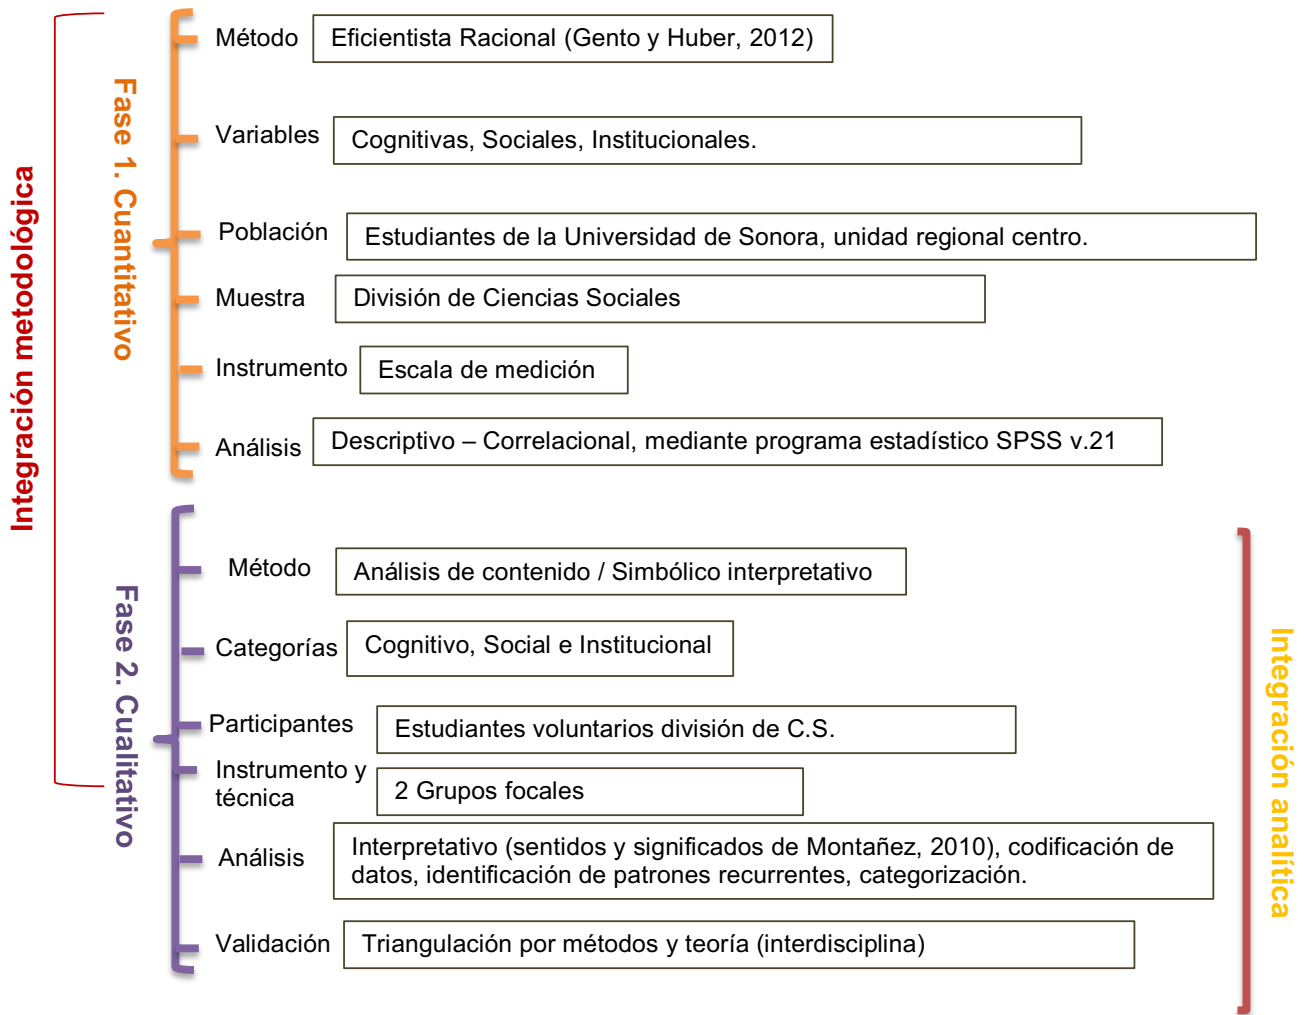 Integración metodológica
Fase 1. Cuantitativo
Método
Eficientista Racional (Gento y Huber, 2012)
Variables
Cognitivas, Sociales, Institucionales.
Población
Estudiantes de la Universidad de Sonora, unidad regional centro.
Muestra
División de Ciencias Sociales
Instrumento
Escala de medición
Análisis
Descriptivo – Correlacional, mediante programa estadístico SPSS v.21
Fase 2. Cualitativo
Método
Análisis de contenido / Simbólico interpretativo
Categorías
Cognitivo, Social e Institucional
Participantes
Estudiantes voluntarios división de C.S.
Instrumento y
técnica
2 Grupos focales
Análisis
Interpretativo (sentidos y significados de Montañez, 2010), codificación de
datos, identificación de patrones recurrentes, categorización.
Validación
Triangulación por métodos y teoría (interdisciplina)
Integración analítica